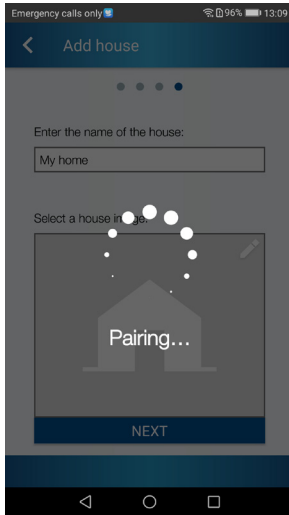 Emergency calls only 96% 13:09
Add house
Enter the name of the house:
My home
Select a house image:
Pairing...
NEXT